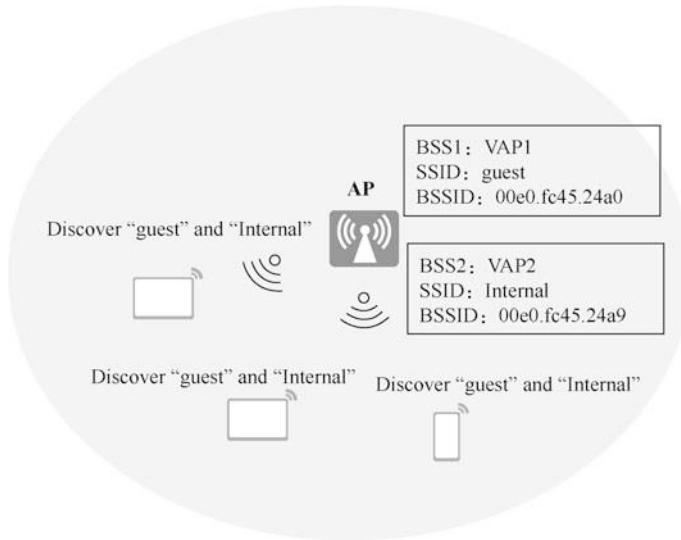 BSS1：VAP1
SSID：guest
BSSID：00e0.fc45.24a0
AP
Discover “guest” and “Internal”
BSS2：VAP2
SSID：Internal
BSSID：00e0.fc45.24a9
Discover “guest” and “Internal”
Discover “guest” and “Internal”